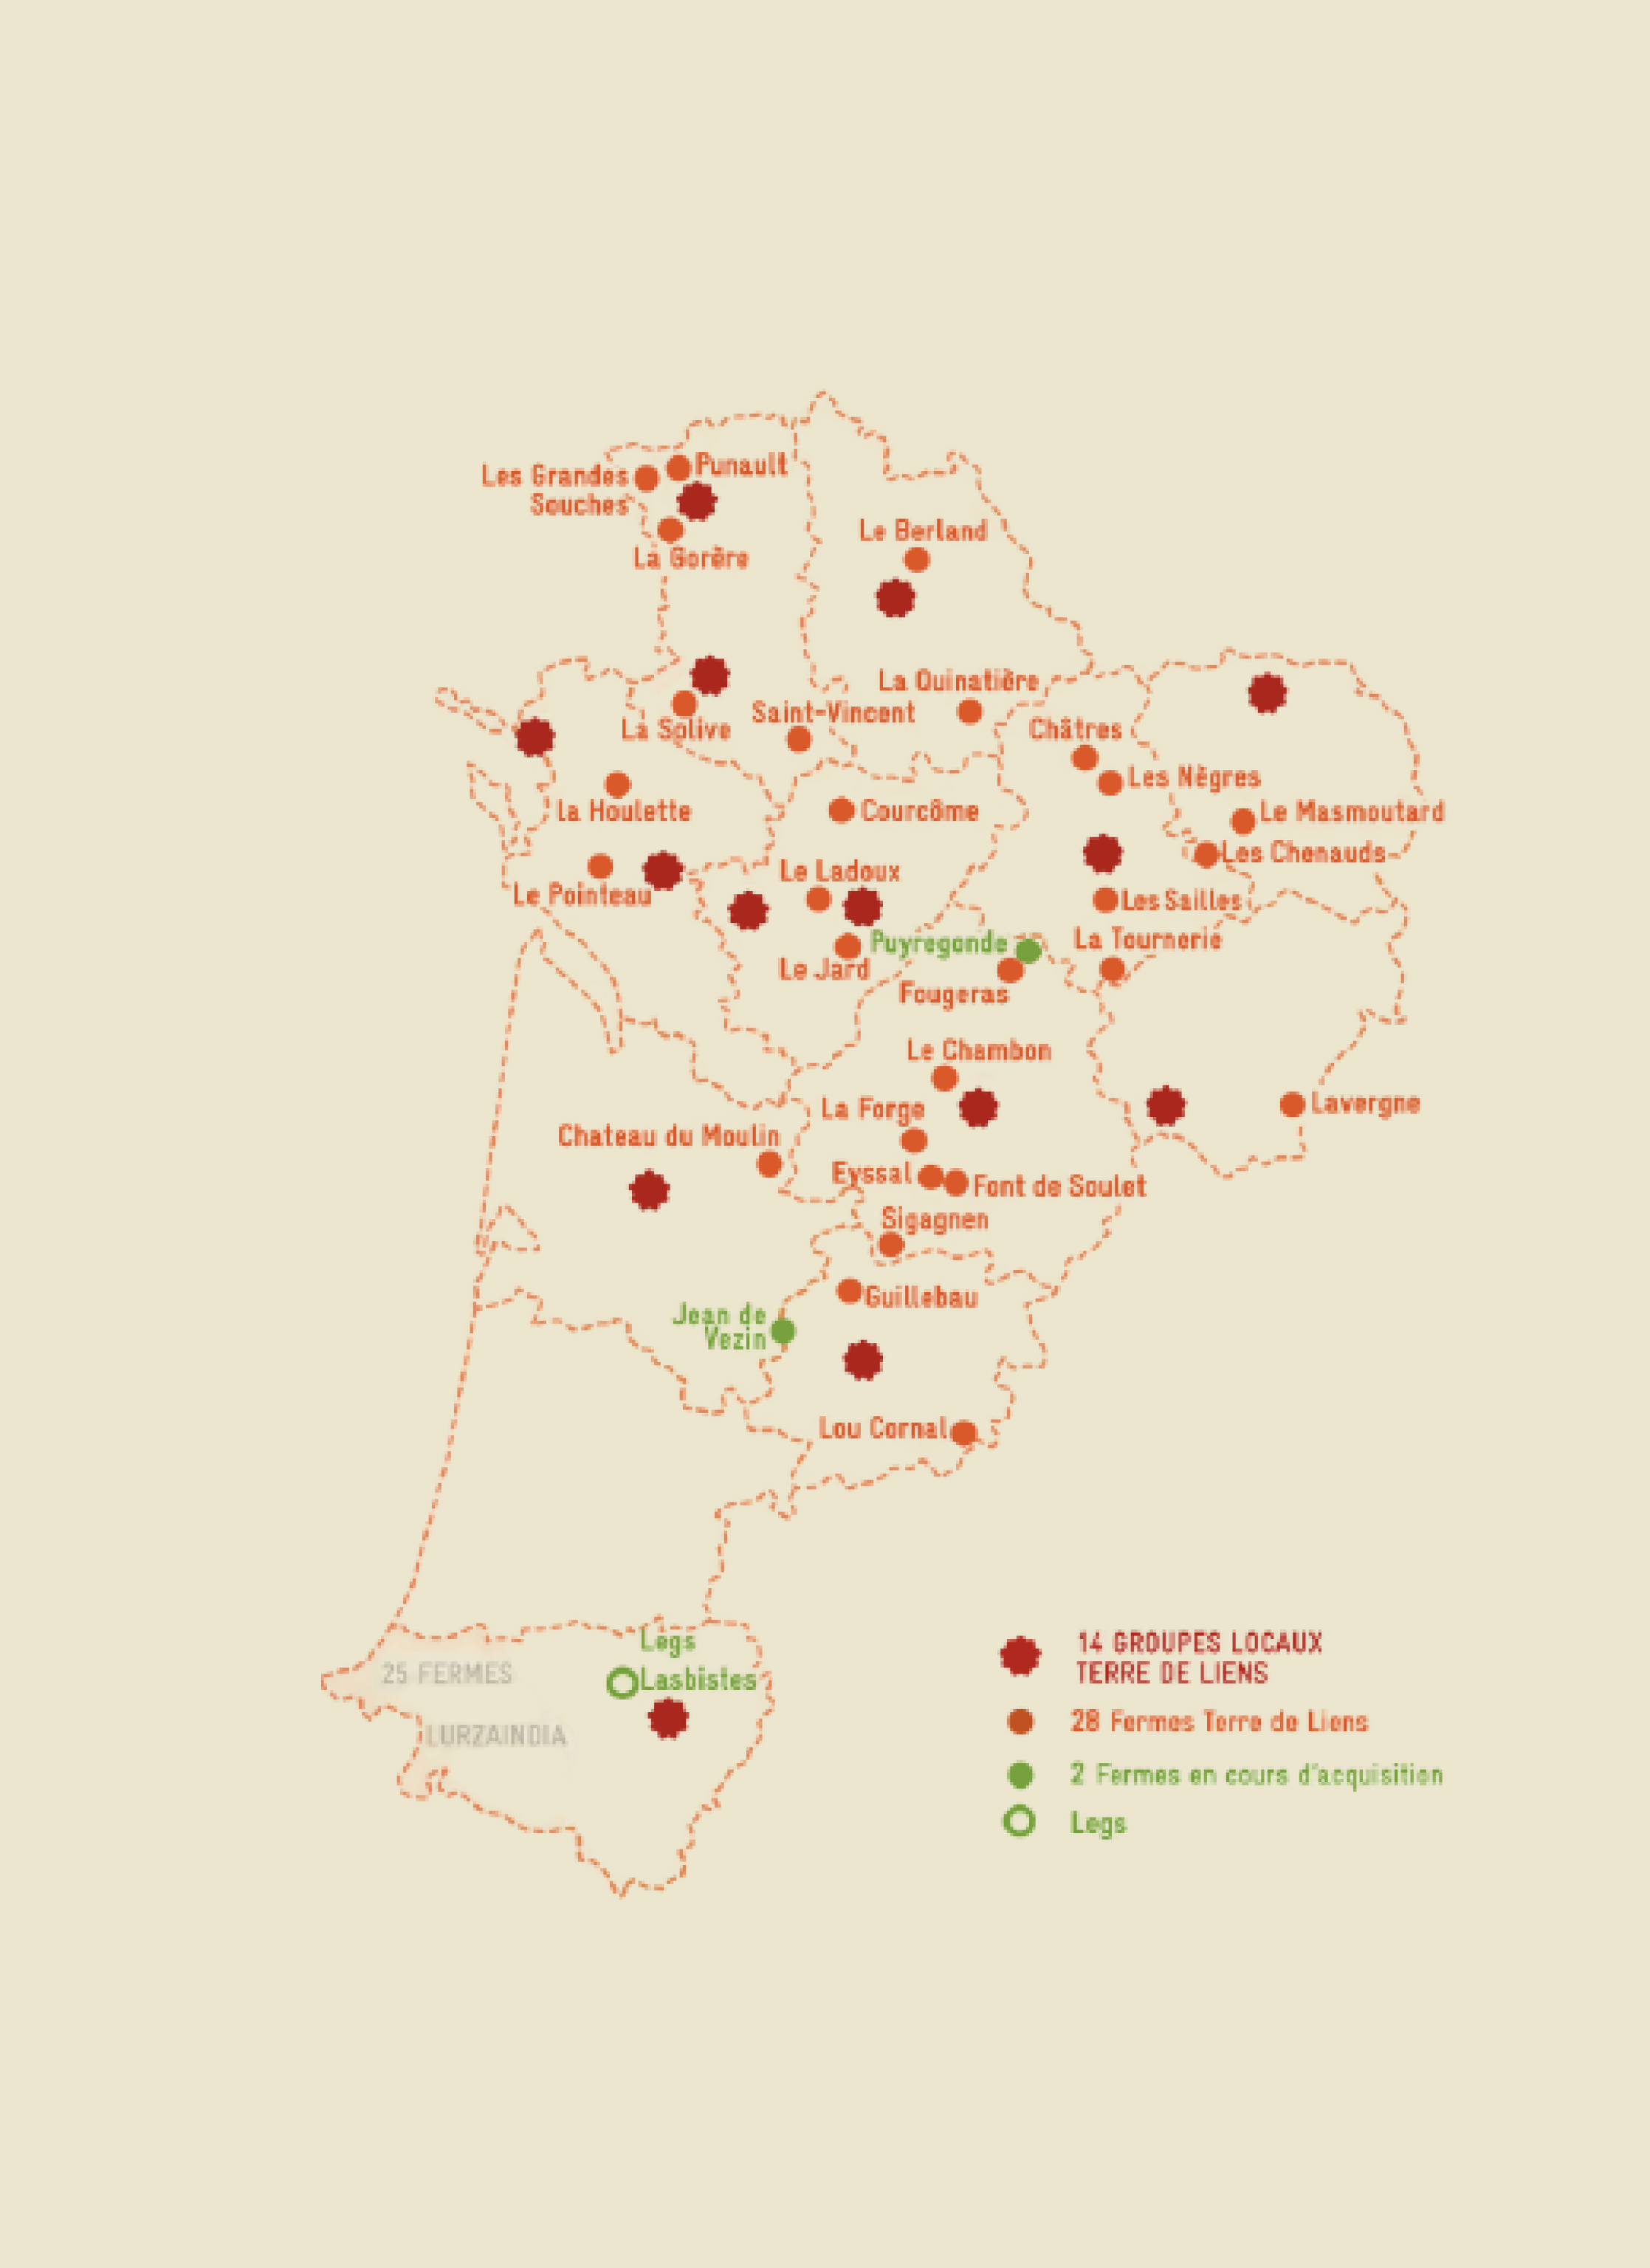 Punault
Les Grandes
Souches
La Gorère
Le Berland
La Quinatière
Saint-Vincent
La Solive
Châtres
Les Nègres
La Houlette
Courcôme
Le Masmoutard
Les Chenauds
Le Ladoux
Le Pointeau
Les Sailles
Puyregonde
La Tournerie
Le Jard
Fougeras
Le Chambon
La Forge
Lavergne
Chateau du Moulin
Eyssal
Font de Soulet
Sigagnen
Guillebau
Jean de
Vezin
Lou Cornal
Legs
Lasbistes
25 FERMES
LURZAINDIA
14 GROUPES LOCAUX
TERRE DE LIENS
28 Fermes Terre de Liens
2 Fermes en cours d'acquisition
Legs